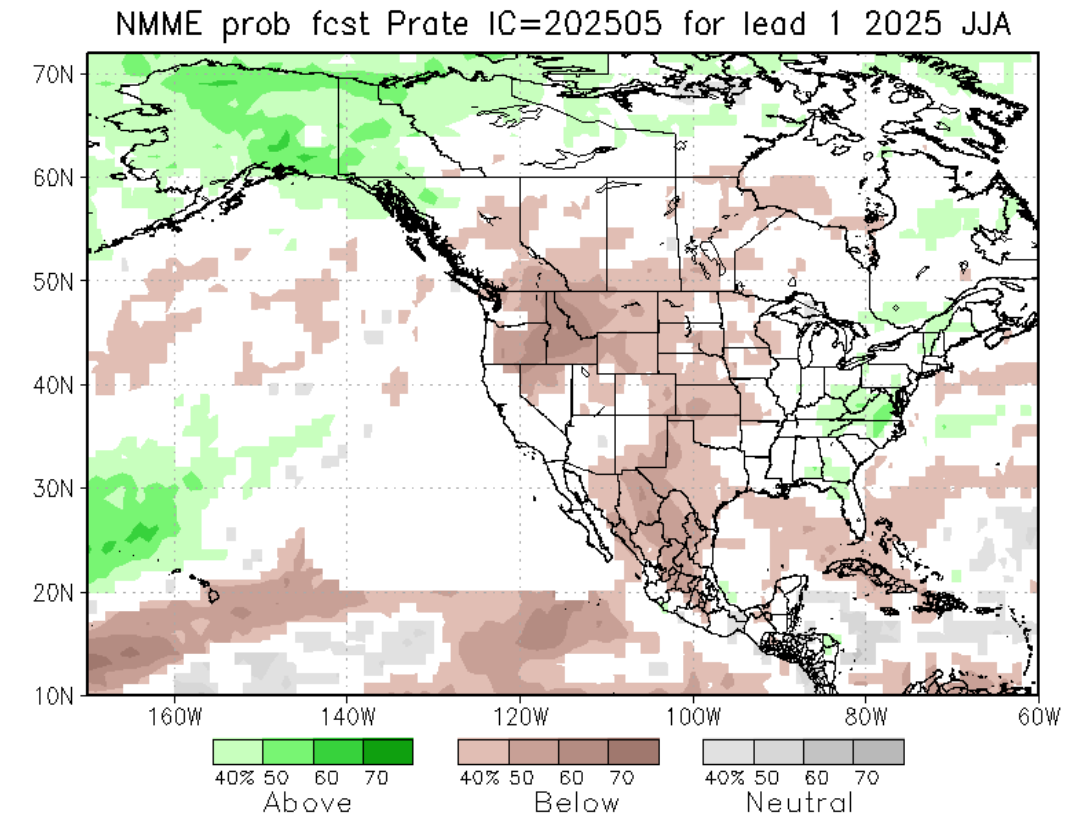 NMME prob fcst Prate IC=202505 for lead 1 2025 JJA
70N
60N
50N
40N
30N
20N
10N
160W 140W 120W 100W 80W 60W
40% 50 60 70 40% 50 60 70 40% 50 60 70
Above Below Neutral